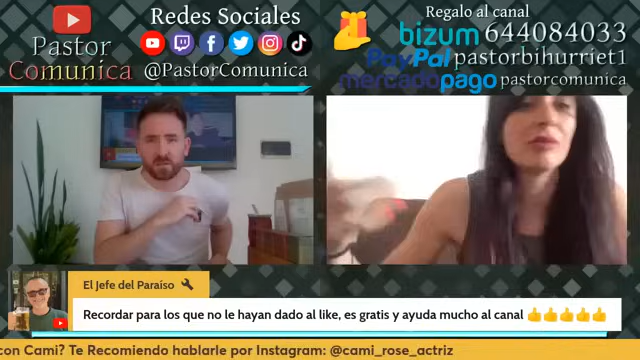 Pastor
Comunica
Redes Sociales
@PastorComunica
Regalo al canal
bizum 644084033
PayPal pastorbihurriet1
mercado pago pastorcomunica
El Jefe del Paraíso
Recordar para los que no le hayan dado al like, es gratis y ayuda mucho al canal 👍👍👍👍👍
con Cami? Te Recomiendo hablarle por Instagram: @cami_rose_actriz